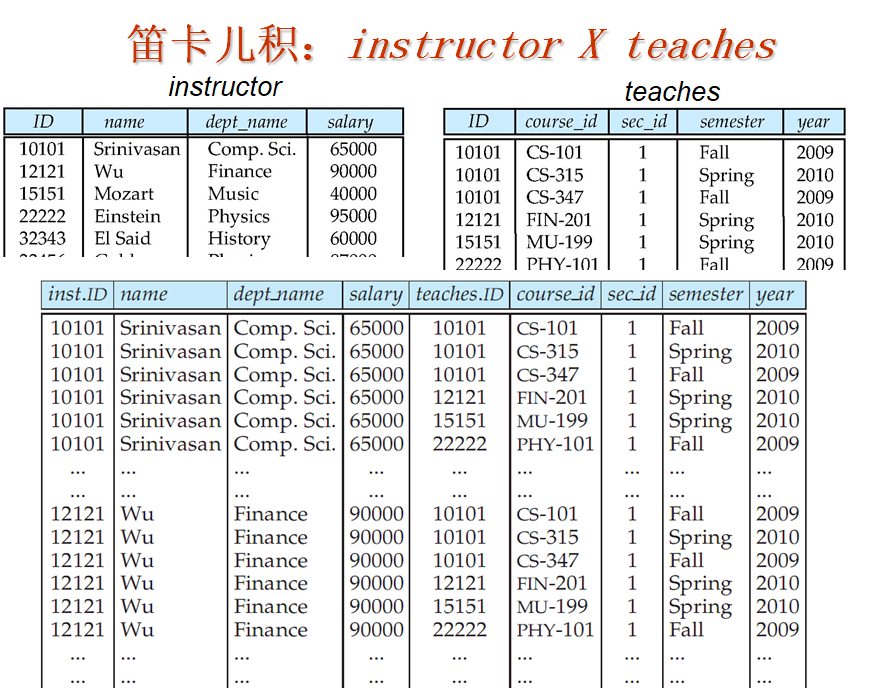 笛卡儿积：instructor X teaches
instructor
teaches
ID name dept_name salary
10101 Srinivasan Comp. Sci. 65000
12121 Wu Finance 90000
15151 Mozart Music 40000
22222 Einstein Physics 95000
32343 El Said History 60000
ID course_id sec_id semester year
10101 CS-101 1 Fall 2009
10101 CS-315 1 Spring 2010
10101 CS-347 1 Fall 2009
12121 FIN-201 1 Spring 2010
15151 MU-199 1 Spring 2010
22222 PHY-101 1 Fall 2009
inst.ID name dept_name salary teaches.ID course_id sec_id semester year
10101 Srinivasan Comp. Sci. 65000 10101 CS-101 1 Fall 2009
10101 Srinivasan Comp. Sci. 65000 10101 CS-315 1 Spring 2010
10101 Srinivasan Comp. Sci. 65000 10101 CS-347 1 Fall 2009
10101 Srinivasan Comp. Sci. 65000 12121 FIN-201 1 Spring 2010
10101 Srinivasan Comp. Sci. 65000 15151 MU-199 1 Spring 2010
10101 Srinivasan Comp. Sci. 65000 22222 PHY-101 1 Fall 2009
... ... ... ... ... ... ... ... ...
... ... ... ... ... ... ... ... ...
12121 Wu Finance 90000 10101 CS-101 1 Fall 2009
12121 Wu Finance 90000 10101 CS-315 1 Spring 2010
12121 Wu Finance 90000 10101 CS-347 1 Fall 2009
12121 Wu Finance 90000 12121 FIN-201 1 Spring 2010
12121 Wu Finance 90000 15151 MU-199 1 Spring 2010
12121 Wu Finance 90000 22222 PHY-101 1 Fall 2009
... ... ... ... ... ... ... ... ...
... ... ... ... ... ... ... ... ...